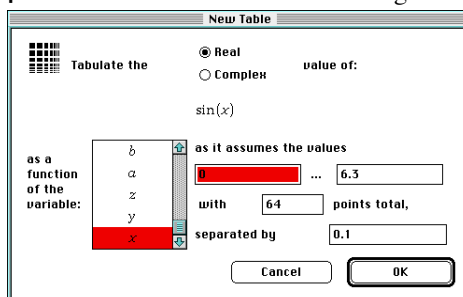 New Table
Tabulate the
Real
Complex
value of:
sin(x)
as a
function
of the
variable:
b
a
z
y
x
as it assumes the values
0 ... 6.3
with 64 points total,
separated by 0.1
Cancel OK